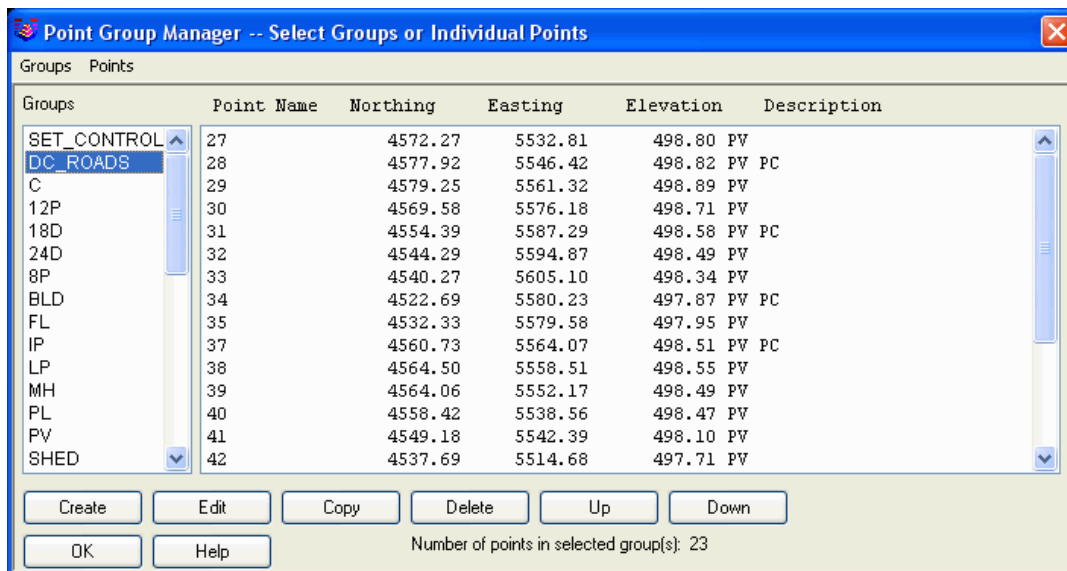 Point Group Manager -- Select Groups or Individual Points
Groups Points
Groups Point Name Northing Easting Elevation Description
SET_CONTROL 27 4572.27 5532.81 498.80 PV
DC_ROADS 28 4577.92 5546.42 498.82 PV PC
C 29 4579.25 5561.32 498.89 PV
12P 30 4569.58 5576.18 498.71 PV
18D 31 4554.39 5587.29 498.58 PV PC
24D 32 4544.29 5594.87 498.49 PV
8P 33 4540.27 5605.10 498.34 PV
BLD 34 4522.69 5580.23 497.87 PV PC
FL 35 4532.33 5579.58 497.95 PV
IP 37 4560.73 5564.07 498.51 PV PC
LP 38 4564.50 5558.51 498.55 PV
MH 39 4564.06 5552.17 498.49 PV
PL 40 4558.42 5538.56 498.47 PV
PV 41 4549.18 5542.39 498.10 PV
SHED 42 4537.69 5514.68 497.71 PV
Create Edit Copy Delete Up Down
OK Help Number of points in selected group(s): 23